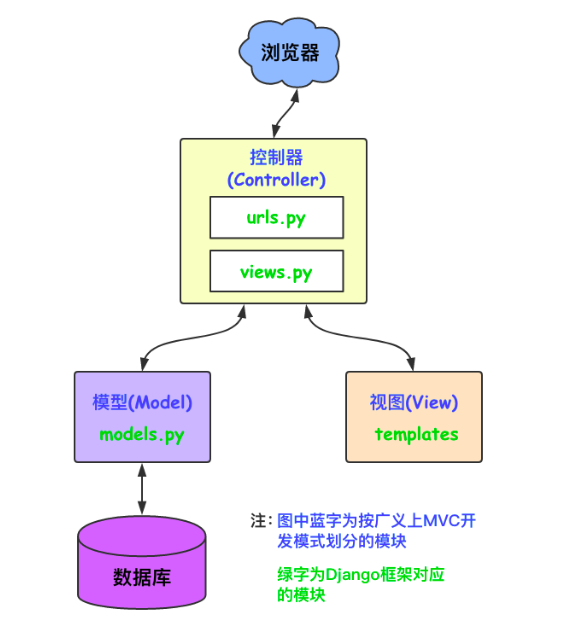 浏览器
控制器
(Controller)
urls.py
views.py
模型(Model)
models.py
视图(View)
templates
数据库
注：图中蓝字为按广义上MVC开
发模式划分的模块
绿字为Django框架对应
的模块